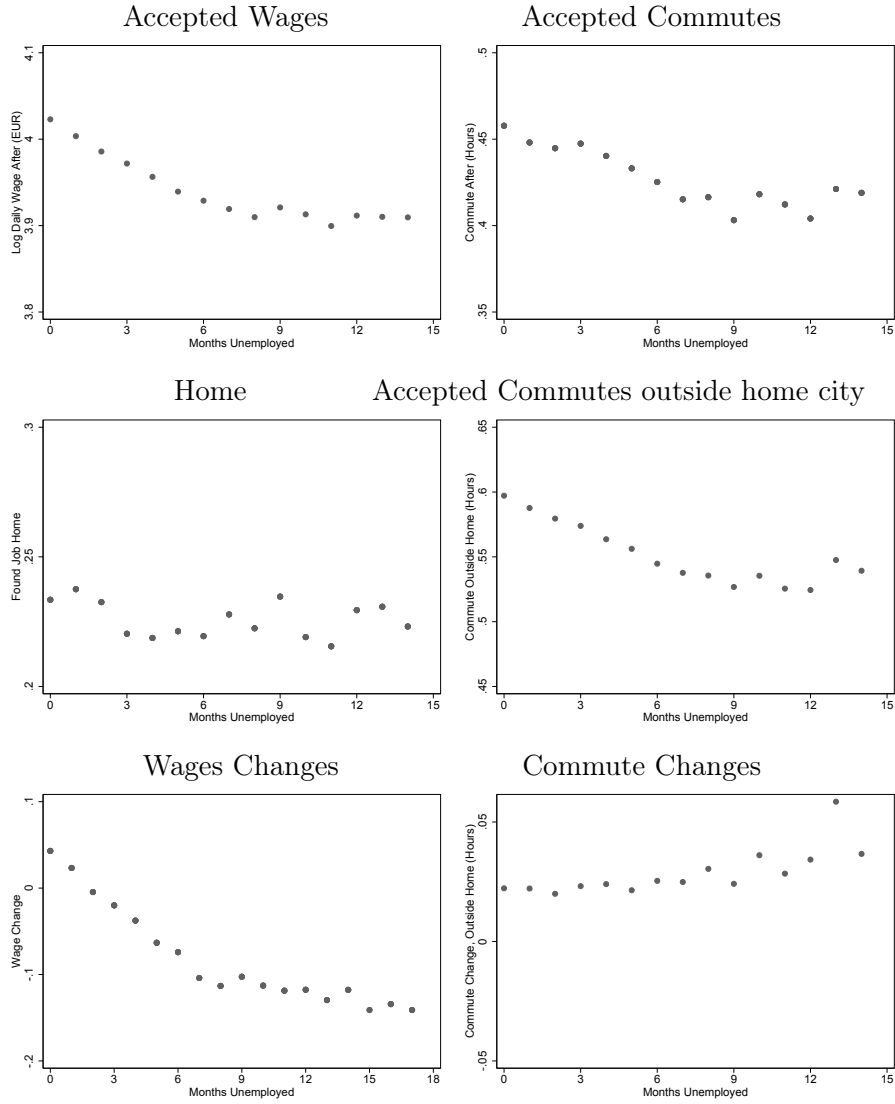 Accepted Wages
Log Daily Wage After (EUR)
4.1
4
3.9
3.8
0 3 6 9 12 15
Months Unemployed
Accepted Commutes
Commute After (Hours)
.5
.45
.4
.35
0 3 6 9 12 15
Months Unemployed
Home
Found Job Home
.3
.25
.2
0 3 6 9 12 15
Months Unemployed
Accepted Commutes outside home city
Commute Outside Home (Hours)
.65
.6
.55
.5
.45
0 3 6 9 12 15
Months Unemployed
Wages Changes
Wage Change
.1
0
-.1
-.2
0 3 6 9 12 15 18
Months Unemployed
Commute Changes
Commute Change, Outside Home (Hours)
.05
0
-.05
0 3 6 9 12 15
Months Unemployed